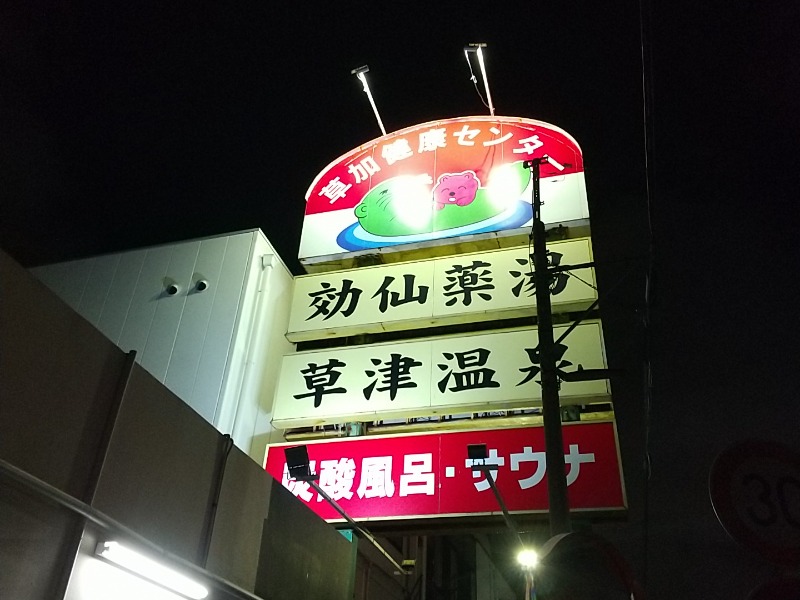 草加健康センター
効仙薬湯
草津温泉
炭酸風呂・サウナ
30